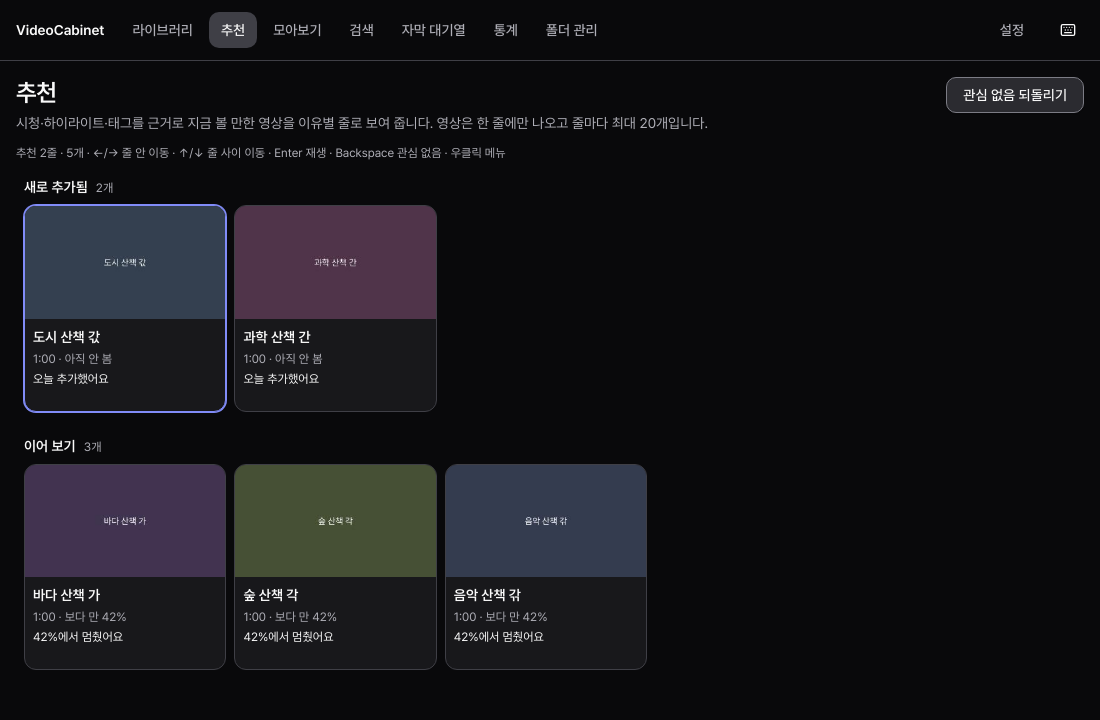 VideoCabinet 라이브러리 추천 모아보기 검색 자막 대기열 통계 폴더 관리 설정
추천
관심 없음 되돌리기
시청·하이라이트·태그를 근거로 지금 볼 만한 영상을 이유별 줄로 보여 줍니다. 영상은 한 줄에만 나오고 줄마다 최대 20개입니다.
추천 2줄 · 5개 · ←/→ 줄 안 이동 · ↑/↓ 줄 사이 이동 · Enter 재생 · Backspace 관심 없음 · 우클릭 메뉴
새로 추가됨 2개
도시 산책 갃
과학 산책 간
도시 산책 갃
과학 산책 간
1:00 · 아직 안 봄
1:00 · 아직 안 봄
오늘 추가했어요
오늘 추가했어요
이어 보기 3개
바다 산책 가
숲 산책 각
음악 산책 갂
바다 산책 가
숲 산책 각
음악 산책 갂
1:00 · 보다 만 42%
1:00 · 보다 만 42%
1:00 · 보다 만 42%
42%에서 멈췄어요
42%에서 멈췄어요
42%에서 멈췄어요